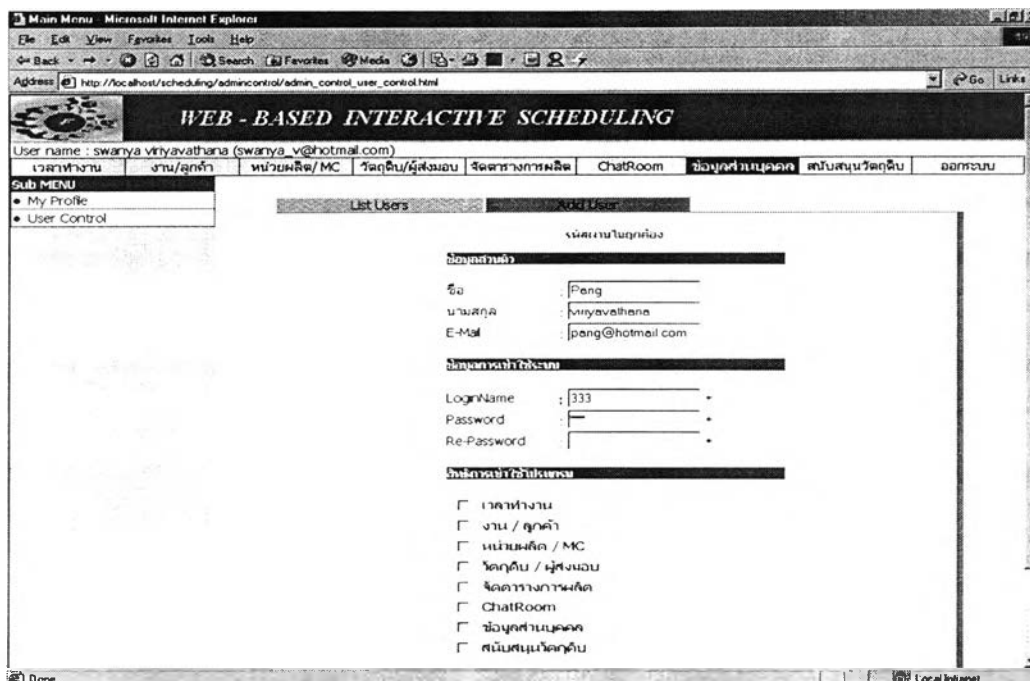 Main Menu - Microsoft Internet Explorer
File Edit View Favorites Tools Help
Back Search Favorites Media
Address http://localhost/scheduling/admincontrol/admin_control_user_control.html Go Links
WEB - BASED INTERACTIVE SCHEDULING
User name : swanya viriyavathana (swanya_v@hotmail.com)
เวลาทำงาน งาน/ลูกค้า หน่วยผลิต/ MC วัตถุดิบ/ผู้ส่งมอบ จัดตารางการผลิต ChatRoom ข้อมูลส่วนบุคคล สนับสนุนวัตถุดิบ ออกระบบ
Sub MENU
• My Profile
• User Control
List Users Add User
รหัสผ่านไม่ถูกต้อง
ข้อมูลส่วนตัว
ชื่อ : Pang
นามสกุล : viriyavathana
E-Mail : pang@hotmail.com
ข้อมูลการเข้าใช้ระบบ
LoginName : 333 *
Password : *
Re-Password : *
สิทธิการเข้าใช้โปรแกรม
เวลาทำงาน
งาน / ลูกค้า
หน่วยผลิต / MC
วัตถุดิบ / ผู้ส่งมอบ
จัดตารางการผลิต
ChatRoom
ข้อมูลส่วนบุคคล
สนับสนุนวัตถุดิบ
Done Local intranet